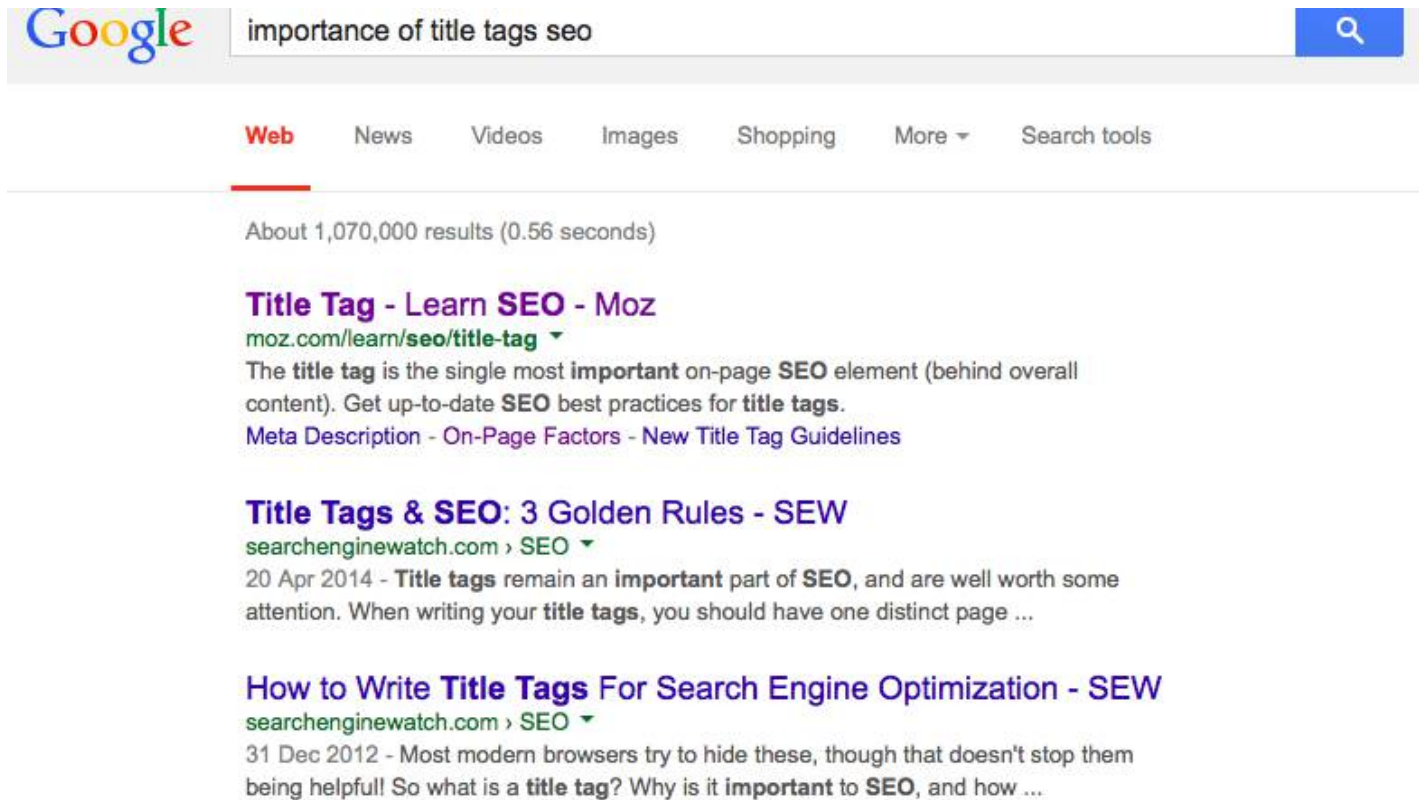 Google importance of title tags seo
Web News Videos Images Shopping More Search tools
About 1,070,000 results (0.56 seconds)
Title Tag - Learn SEO - Moz
moz.com/learn/seo/title-tag
The title tag is the single most important on-page SEO element (behind overall
content). Get up-to-date SEO best practices for title tags.
Meta Description - On-Page Factors - New Title Tag Guidelines
Title Tags & SEO: 3 Golden Rules - SEW
searchenginewatch.com › SEO
20 Apr 2014 - Title tags remain an important part of SEO, and are well worth some
attention. When writing your title tags, you should have one distinct page ...
How to Write Title Tags For Search Engine Optimization - SEW
searchenginewatch.com › SEO
31 Dec 2012 - Most modern browsers try to hide these, though that doesn't stop them
being helpful! So what is a title tag? Why is it important to SEO, and how ...